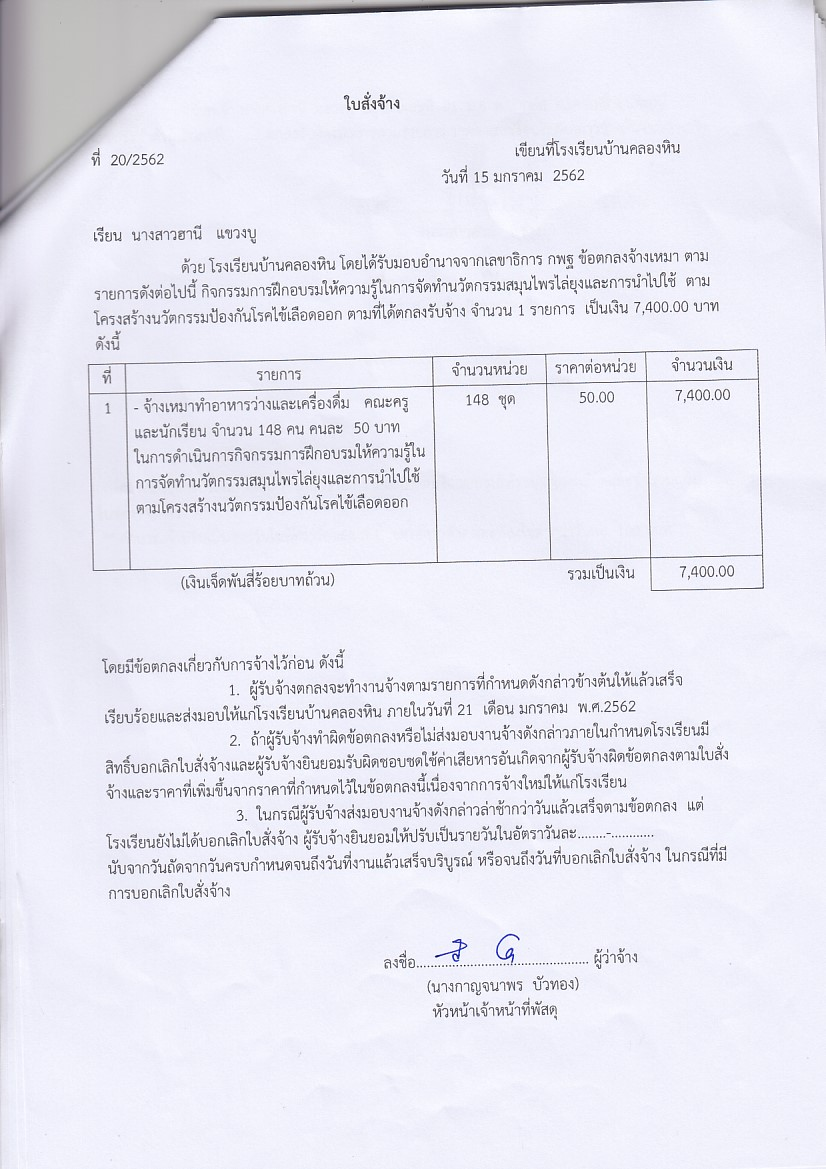 ใบสั่งจ้าง
ที่ 20/2562
เขียนที่โรงเรียนบ้านคลองหิน
วันที่ 15 มกราคม 2562
เรียน นางสาวฮานี แขวงบู
ด้วย โรงเรียนบ้านคลองหิน โดยได้รับมอบอำนาจจากเลขาธิการ กพฐ ข้อตกลงจ้างเหมา ตาม
รายการดังต่อไปนี้ กิจกรรมการฝึกอบรมให้ความรู้ในการจัดทำนวัตกรรมสมุนไพรไล่ยุงและการนำไปใช้ ตาม
โครงสร้างนวัตกรรมป้องกันโรคไข้เลือดออก ตามที่ได้ตกลงรับจ้าง จำนวน 1 รายการ เป็นเงิน 7,400.00 บาท
ดังนี้
ที่ รายการ จำนวนหน่วย ราคาต่อหน่วย จำนวนเงิน
1 - จ้างเหมาทำอาหารว่างและเครื่องดื่ม คณะครู 148 ชุด 50.00 7,400.00
และนักเรียน จำนวน 148 คน คนละ 50 บาท
ในการดำเนินการกิจกรรมการฝึกอบรมให้ความรู้ใน
การจัดทำนวัตกรรมสมุนไพรไล่ยุงและการนำไปใช้
ตามโครงสร้างนวัตกรรมป้องกันโรคไข้เลือดออก
(เงินเจ็ดพันสี่ร้อยบาทถ้วน) รวมเป็นเงิน 7,400.00
โดยมีข้อตกลงเกี่ยวกับการจ้างไว้ก่อน ดังนี้
1. ผู้รับจ้างตกลงจะทำงานจ้างตามรายการที่กำหนดดังกล่าวข้างต้นให้แล้วเสร็จ
เรียบร้อยและส่งมอบให้แก่โรงเรียนบ้านคลองหิน ภายในวันที่ 21 เดือน มกราคม พ.ศ.2562
2. ถ้าผู้รับจ้างทำผิดข้อตกลงหรือไม่ส่งมอบงานจ้างดังกล่าวภายในกำหนดโรงเรียนมี
สิทธิ์บอกเลิกใบสั่งจ้างและผู้รับจ้างยินยอมรับผิดชอบชดใช้ค่าเสียหายอันเกิดจากผู้รับจ้างผิดข้อตกลงตามใบสั่ง
จ้างและราคาที่เพิ่มขึ้นจากราคาที่กำหนดไว้ในข้อตกลงนี้เนื่องจากการจ้างใหม่ให้แก่โรงเรียน
3. ในกรณีผู้รับจ้างส่งมอบงานจ้างดังกล่าวล่าช้ากว่าวันแล้วเสร็จตามข้อตกลง แต่
โรงเรียนยังไม่ได้บอกเลิกใบสั่งจ้าง ผู้รับจ้างยินยอมให้ปรับเป็นรายวันในอัตราวันละ........-............
นับจากวันถัดจากวันครบกำหนดจนถึงวันที่งานแล้วเสร็จบริบูรณ์ หรือจนถึงวันที่บอกเลิกใบสั่งจ้าง ในกรณีที่มี
การบอกเลิกใบสั่งจ้าง
ลงชื่อ.......................................... ผู้ว่าจ้าง
(นางกาญจนาพร บัวทอง)
หัวหน้าเจ้าหน้าที่พัสดุ